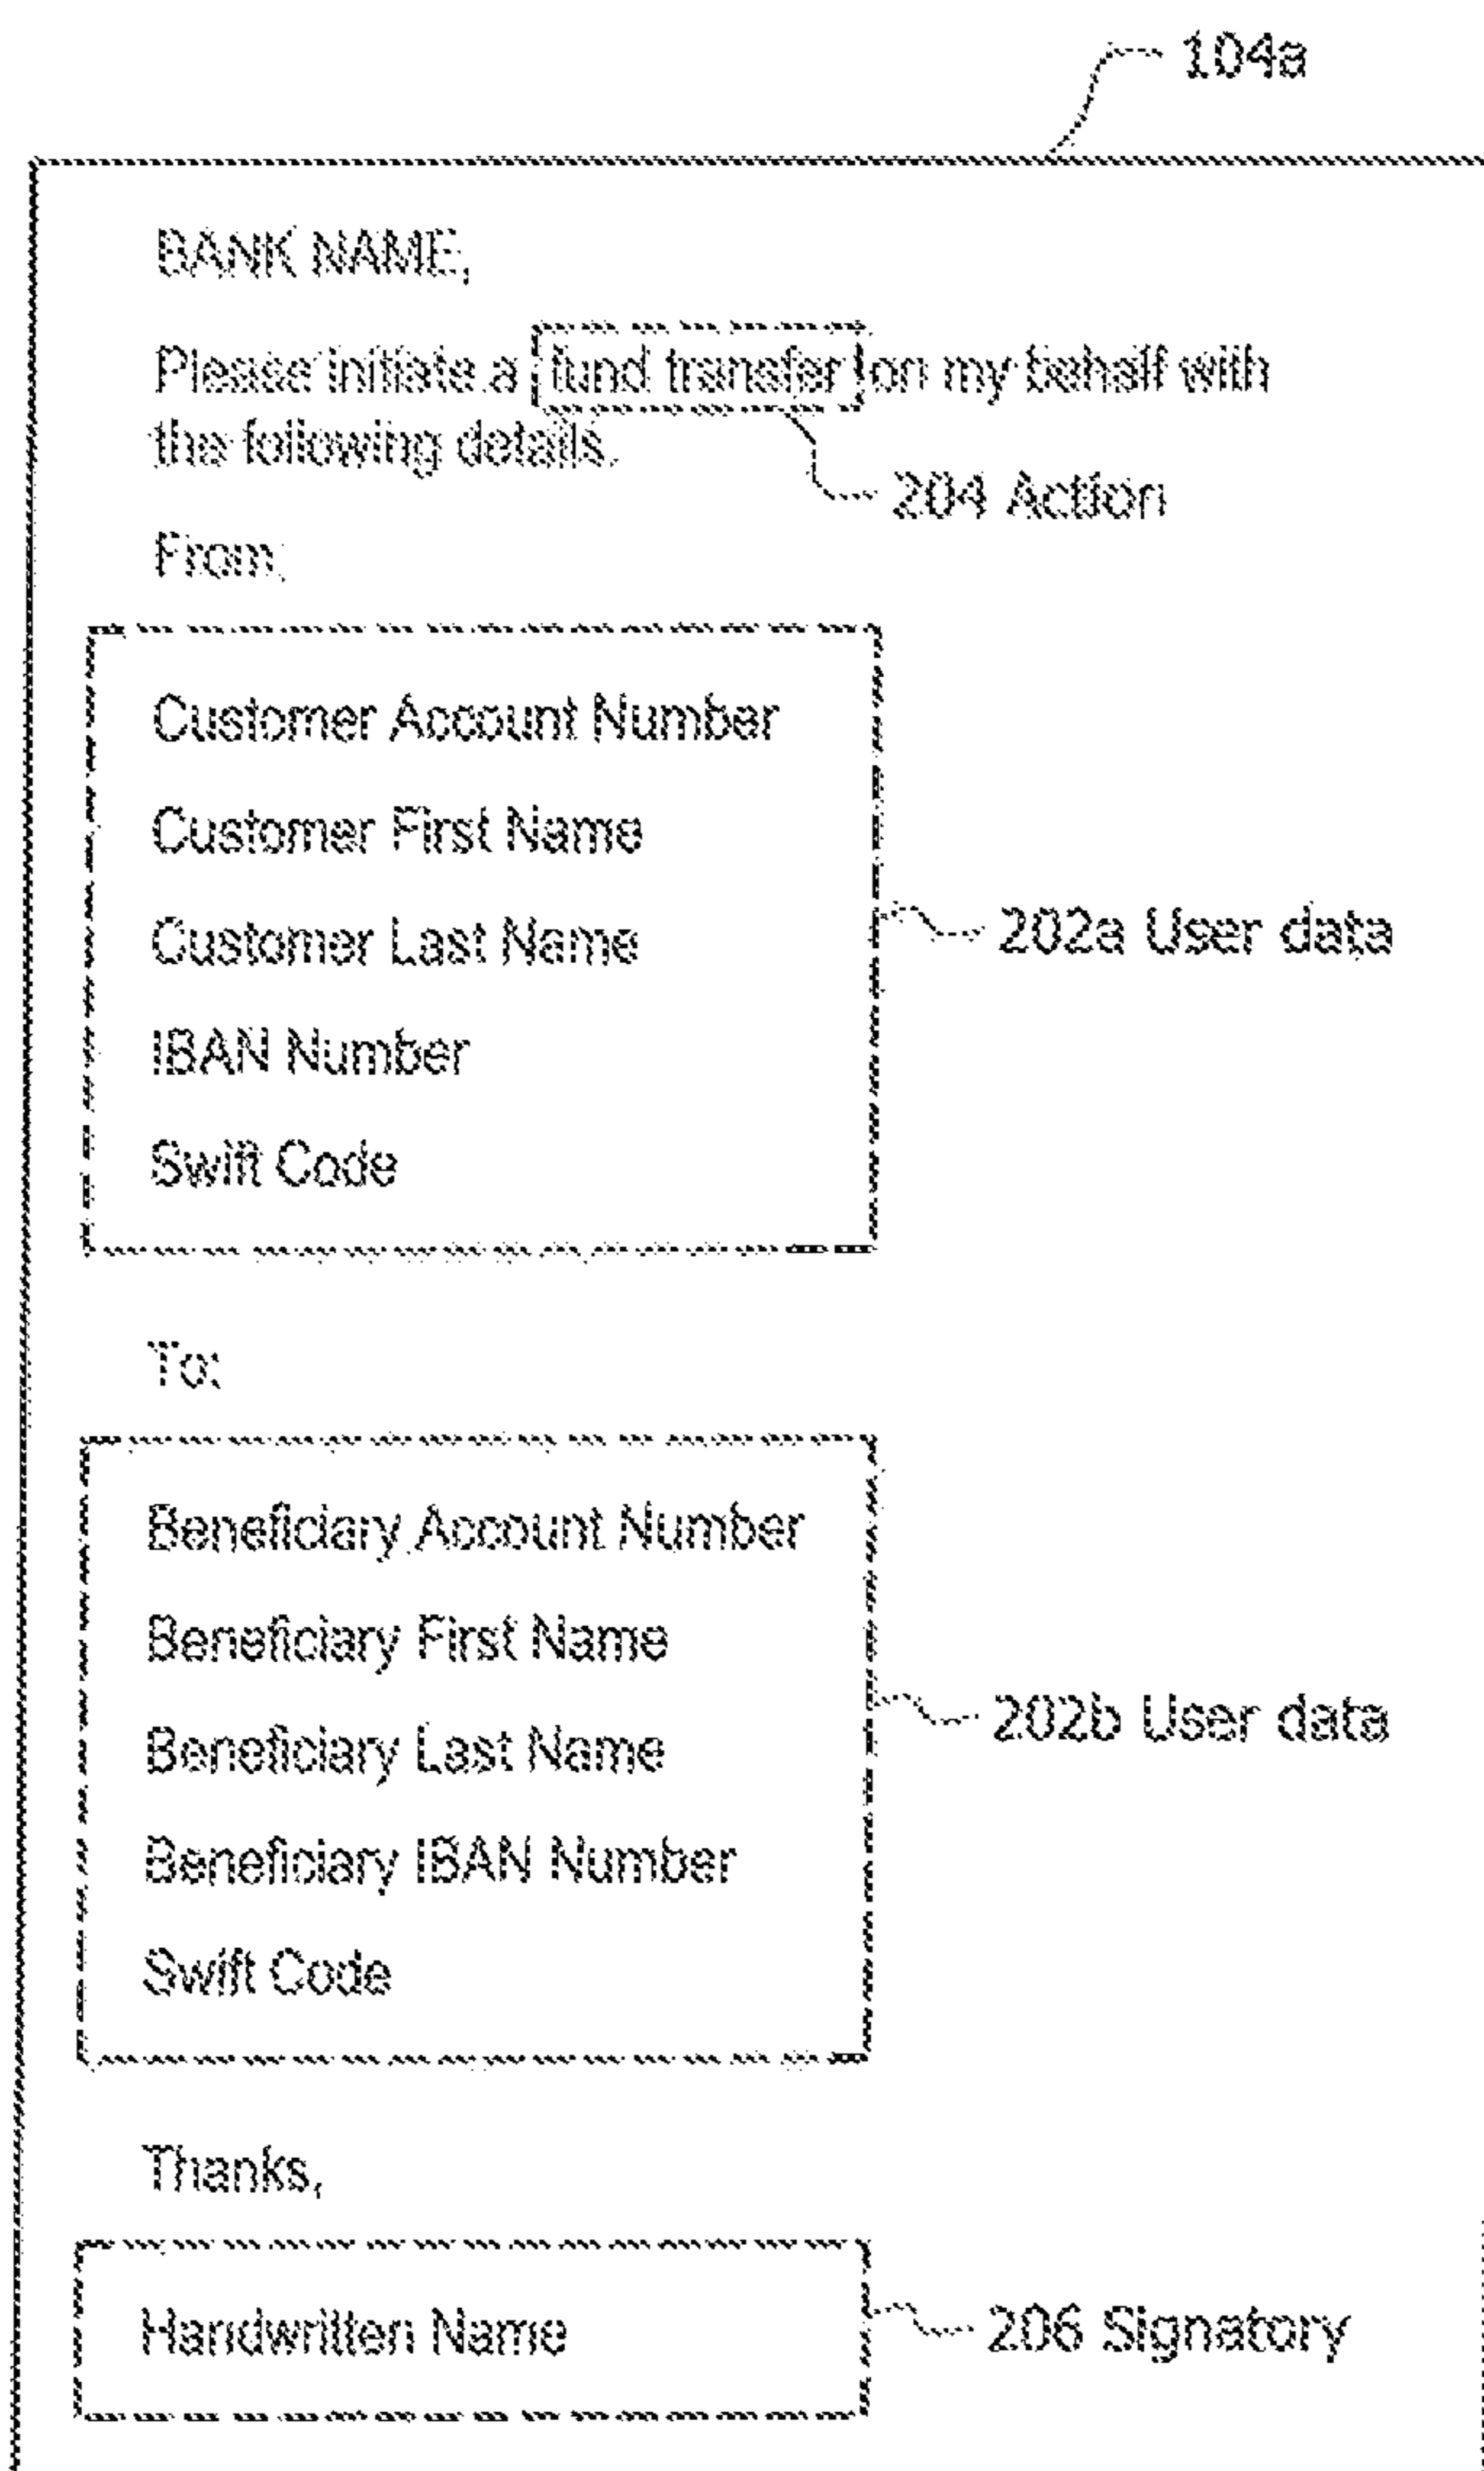 104a
BANK NAME,
Please initiate a fund transfer on my behalf with
the following details.
204 Action
From:
Customer Account Number
Customer First Name
Customer Last Name
202a User data
IBAN Number
Swift Code
To:
Beneficiary Account Number
Beneficiary First Name
202b User data
Beneficiary Last Name
Beneficiary IBAN Number
Swift Code
Thanks,
Handwritten Name
206 Signatory